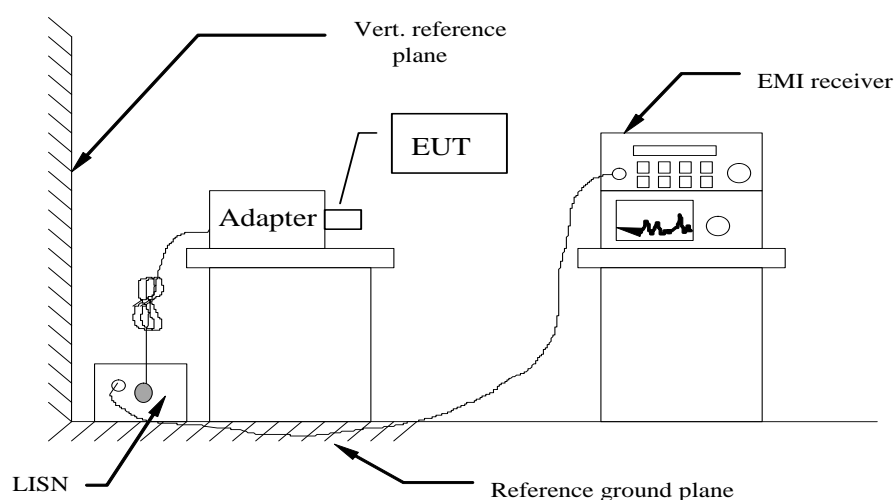 Vert. reference
plane
EMI receiver
EUT
Adapter
LISN
Reference ground plane